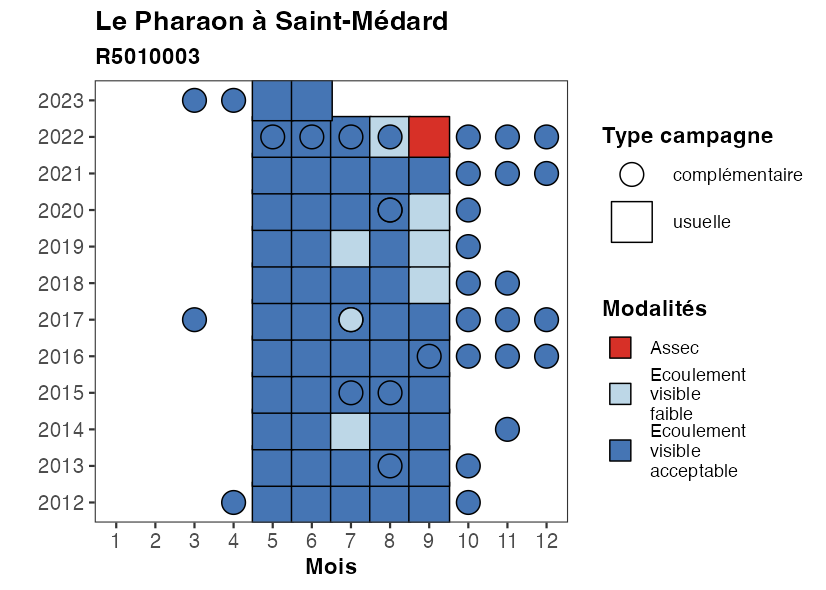 Le Pharaon à Saint-Médard
R5010003
2023
2022
2021
2020
2019
2018
2017
2016
2015
2014
2013
2012
1 2 3 4 5 6 7 8 9 10 11 12
Mois
Type campagne
complémentaire
usuelle
Modalités
Assec
Ecoulement
visible
faible
Ecoulement
visible
acceptable